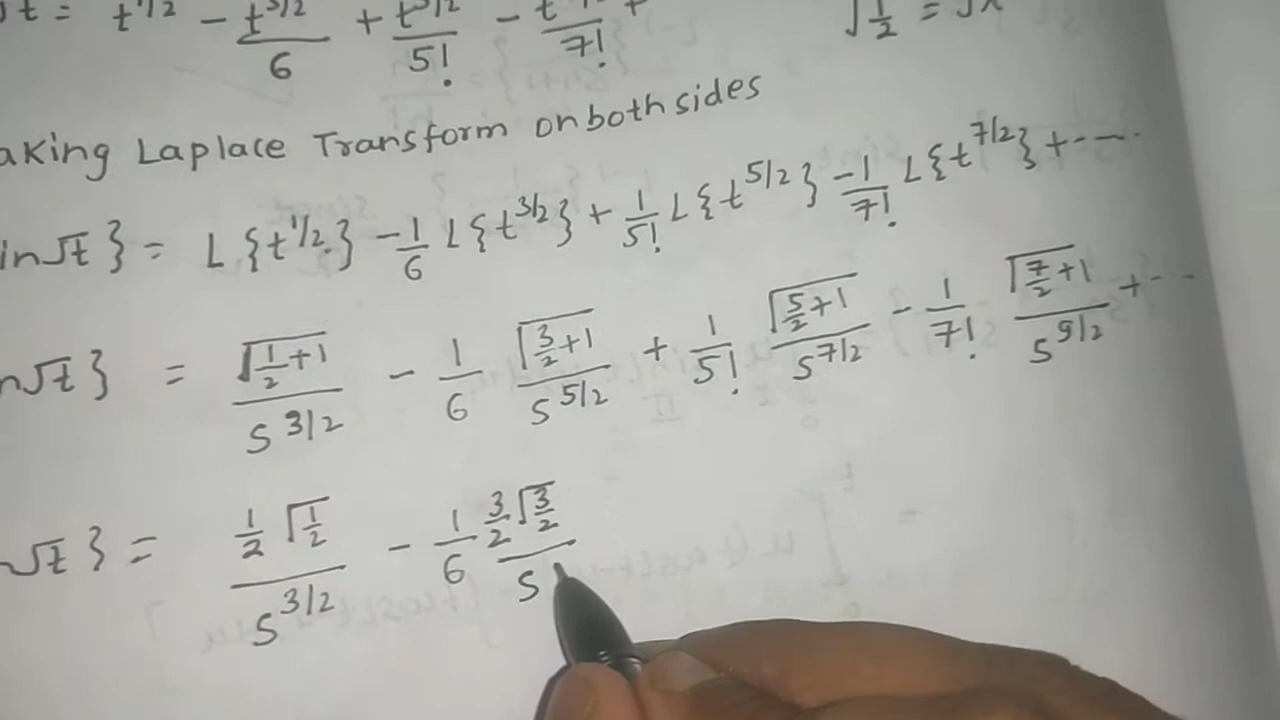 √t = t^1/2 - t^3/2/6 + t^5/2/5! - t /7! + √1/2 = √π
aking Laplace Transform on both sides
in√t } = L{t^1/2} - 1/6 L{t^3/2} + 1/5! L{t^5/2} - 1/7! L{t^7/2} + ----
n√t } = Γ(1/2+1)/s^3/2 - 1/6 Γ(3/2+1)/s^5/2 + 1/5! Γ(5/2+1)/s^7/2 - 1/7! Γ(7/2+1)/s^9/2 + ---
√t } = 1/2 Γ1/2 / s^3/2 - 1/6 3/2 Γ3/2 / s